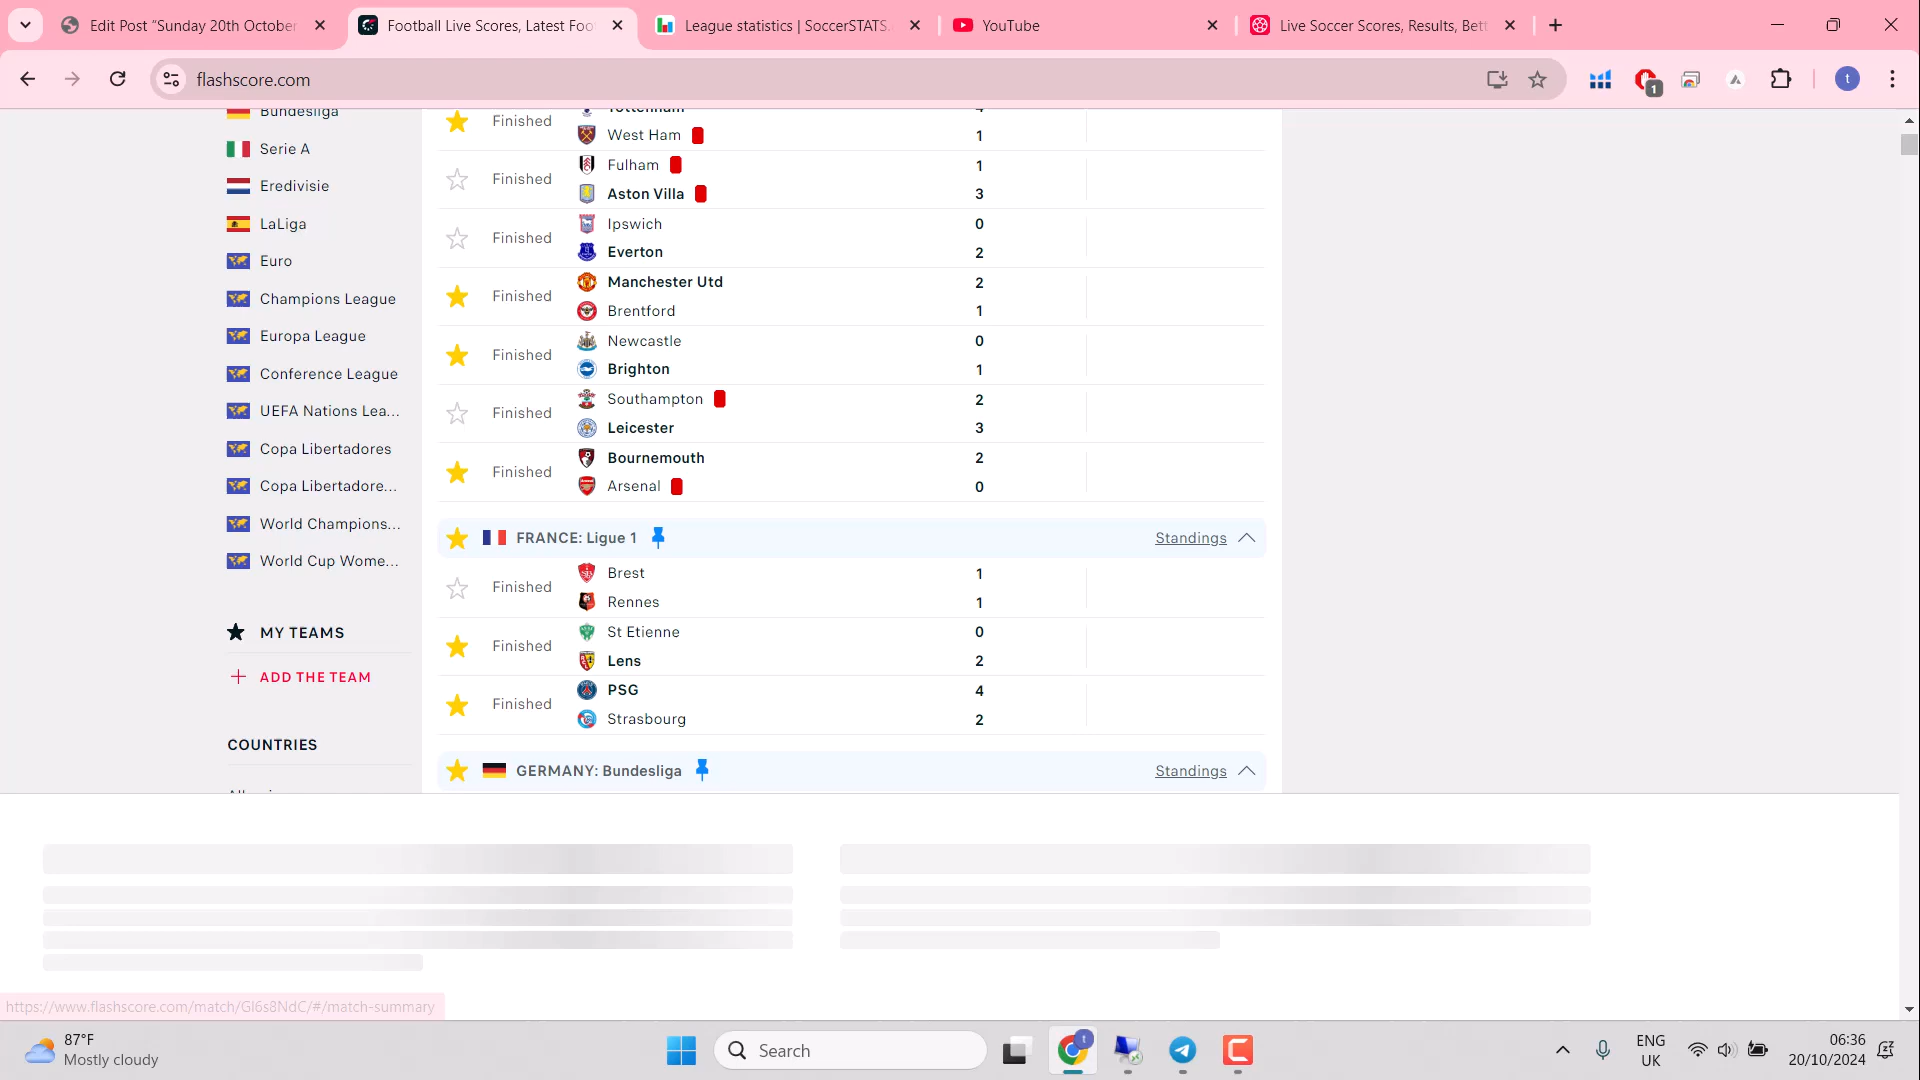 Edit Post "Sunday 20th October
Football Live Scores, Latest Foo
League statistics | SoccerSTATS.
YouTube
Live Soccer Scores, Results, Bett
flashscore.com
1
t
Bundesliga
Serie A
Eredivisie
LaLiga
Euro
Champions League
Europa League
Conference League
UEFA Nations Lea...
Copa Libertadores
Copa Libertadore...
World Champions...
World Cup Wome...
MY TEAMS
ADD THE TEAM
COUNTRIES
Tottenham 4
Finished
West Ham 1
Fulham 1
Finished
Aston Villa 3
Ipswich 0
Finished
Everton 2
Manchester Utd 2
Finished
Brentford 1
Newcastle 0
Finished
Brighton 1
Southampton 2
Finished
Leicester 3
Bournemouth 2
Finished
Arsenal 0
FRANCE: Ligue 1 Standings
Brest 1
Finished
Rennes 1
St Etienne 0
Finished
Lens 2
PSG 4
Finished
Strasbourg 2
GERMANY: Bundesliga Standings
https://www.flashscore.com/match/Gl6s8NdC/#/match-summary
87°F
Mostly cloudy
Search
t
ENG
UK
06:36
20/10/2024